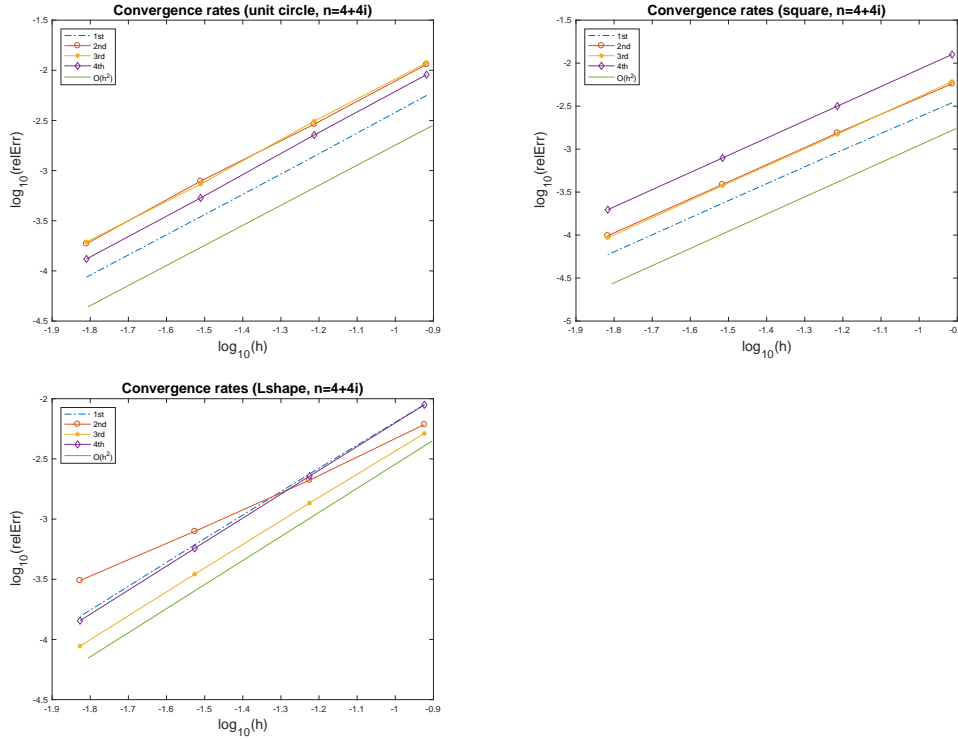 Convergence rates (unit circle, n=4+4i)
-1.5
-2
-2.5
-3
-3.5
-4
-4.5
log10(relErr)
1st
2nd
3rd
4th
O(h²)
-1.9 -1.8 -1.7 -1.6 -1.5 -1.4 -1.3 -1.2 -1.1 -1 -0.9
log10(h)
Convergence rates (square, n=4+4i)
-1.5
-2
-2.5
-3
-3.5
-4
-4.5
-5
log10(relErr)
1st
2nd
3rd
4th
O(h²)
-1.9 -1.8 -1.7 -1.6 -1.5 -1.4 -1.3 -1.2 -1.1 -1 -0.
log10(h)
Convergence rates (Lshape, n=4+4i)
-2
-2.5
-3
-3.5
-4
-4.5
log10(relErr)
1st
2nd
3rd
4th
O(h²)
-1.9 -1.8 -1.7 -1.6 -1.5 -1.4 -1.3 -1.2 -1.1 -1 -0.9
log10(h)